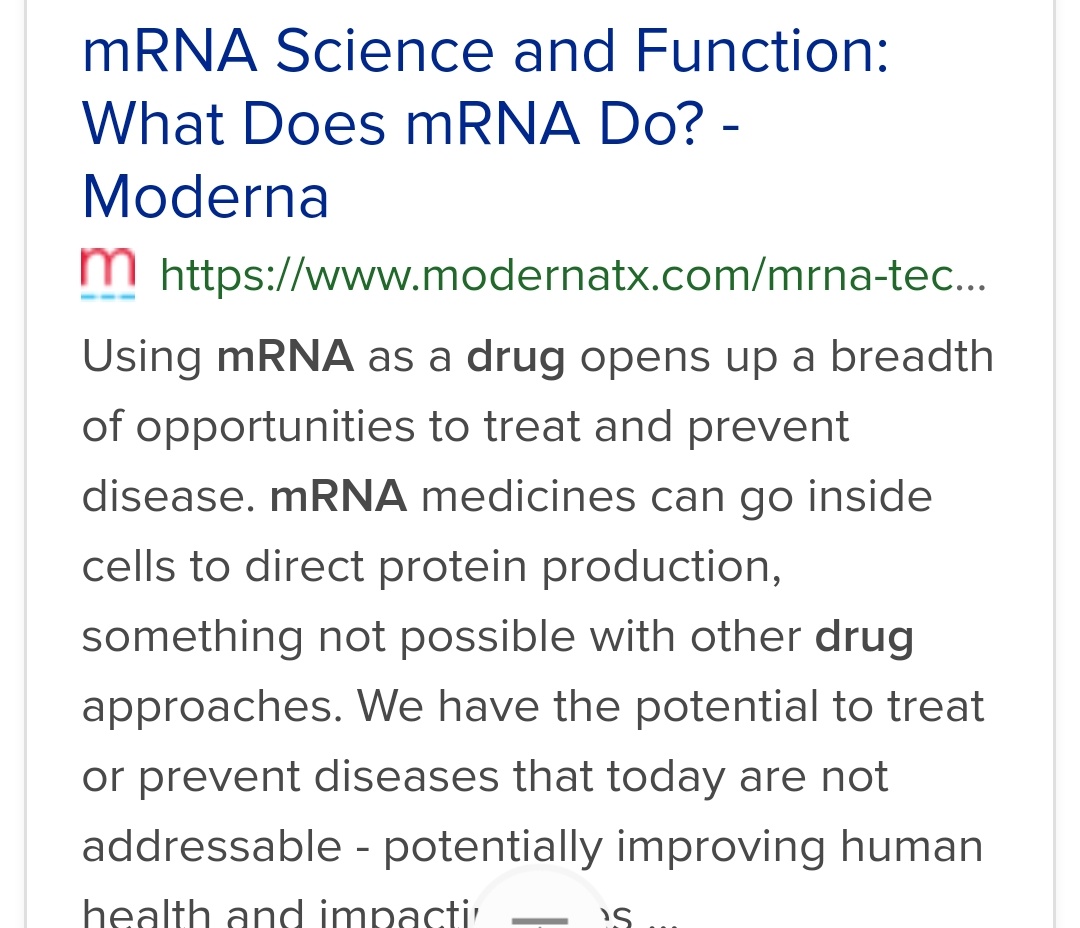 mRNA Science and Function:
What Does mRNA Do? -
Moderna
m https://www.modernatx.com/mrna-tec...
Using mRNA as a drug opens up a breadth
of opportunities to treat and prevent
disease. mRNA medicines can go inside
cells to direct protein production,
something not possible with other drug
approaches. We have the potential to treat
or prevent diseases that today are not
addressable - potentially improving human
health and ...